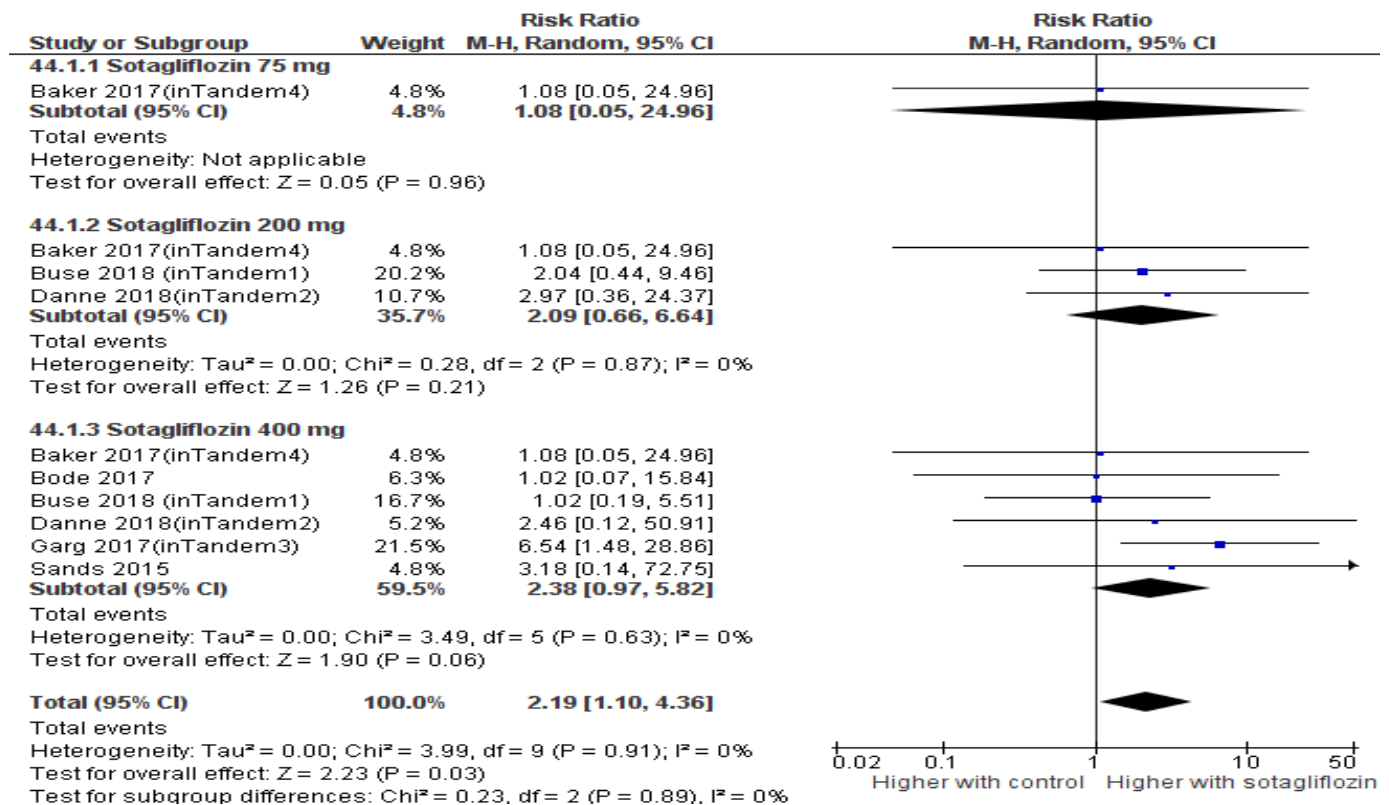 Risk Ratio Risk Ratio
Study or Subgroup Weight M-H, Random, 95% CI M-H, Random, 95% CI
44.1.1 Sotagliflozin 75 mg
Baker 2017(inTandem4) 4.8% 1.08 [0.05, 24.96]
Subtotal (95% CI) 4.8% 1.08 [0.05, 24.96]
Total events
Heterogeneity: Not applicable
Test for overall effect: Z = 0.05 (P = 0.96)
44.1.2 Sotagliflozin 200 mg
Baker 2017(inTandem4) 4.8% 1.08 [0.05, 24.96]
Buse 2018 (inTandem1) 20.2% 2.04 [0.44, 9.46]
Danne 2018(inTandem2) 10.7% 2.97 [0.36, 24.37]
Subtotal (95% CI) 35.7% 2.09 [0.66, 6.64]
Total events
Heterogeneity: Tau² = 0.00; Chi² = 0.28, df = 2 (P = 0.87); I² = 0%
Test for overall effect: Z = 1.26 (P = 0.21)
44.1.3 Sotagliflozin 400 mg
Baker 2017(inTandem4) 4.8% 1.08 [0.05, 24.96]
Bode 2017 6.3% 1.02 [0.07, 15.84]
Buse 2018 (inTandem1) 16.7% 1.02 [0.19, 5.51]
Danne 2018(inTandem2) 5.2% 2.46 [0.12, 50.91]
Garg 2017(inTandem3) 21.5% 6.54 [1.48, 28.86]
Sands 2015 4.8% 3.18 [0.14, 72.75]
Subtotal (95% CI) 59.5% 2.38 [0.97, 5.82]
Total events
Heterogeneity: Tau² = 0.00; Chi² = 3.49, df = 5 (P = 0.63); I² = 0%
Test for overall effect: Z = 1.90 (P = 0.06)
Total (95% CI) 100.0% 2.19 [1.10, 4.36]
Total events
Heterogeneity: Tau² = 0.00; Chi² = 3.99, df = 9 (P = 0.91); I² = 0%
Test for overall effect: Z = 2.23 (P = 0.03)
Test for subgroup differences: Chi² = 0.23, df = 2 (P = 0.89), I² = 0%
0.02 0.1 1 10 50
Higher with control Higher with sotagliflozin